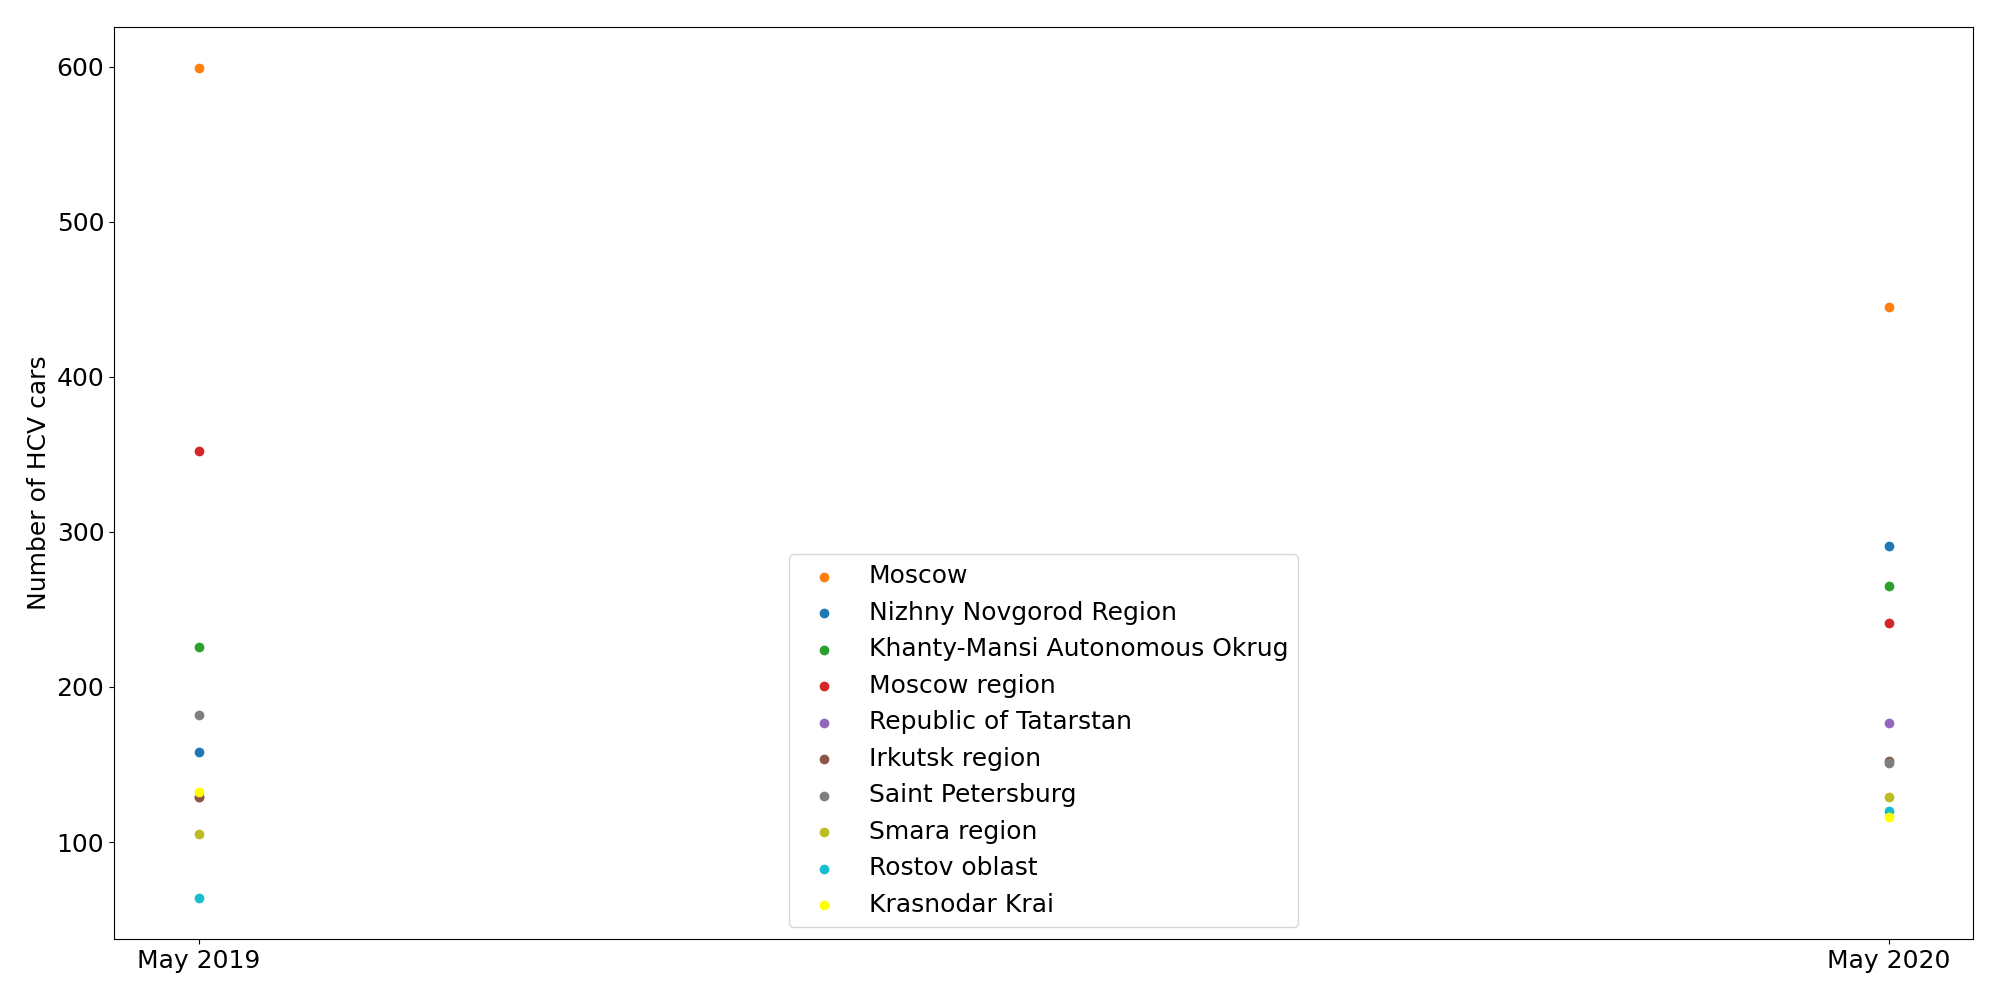 600
500
400
300
200
100
Number of HCV cars
Moscow
Nizhny Novgorod Region
Khanty-Mansi Autonomous Okrug
Moscow region
Republic of Tatarstan
Irkutsk region
Saint Petersburg
Smara region
Rostov oblast
Krasnodar Krai
May 2019
May 2020